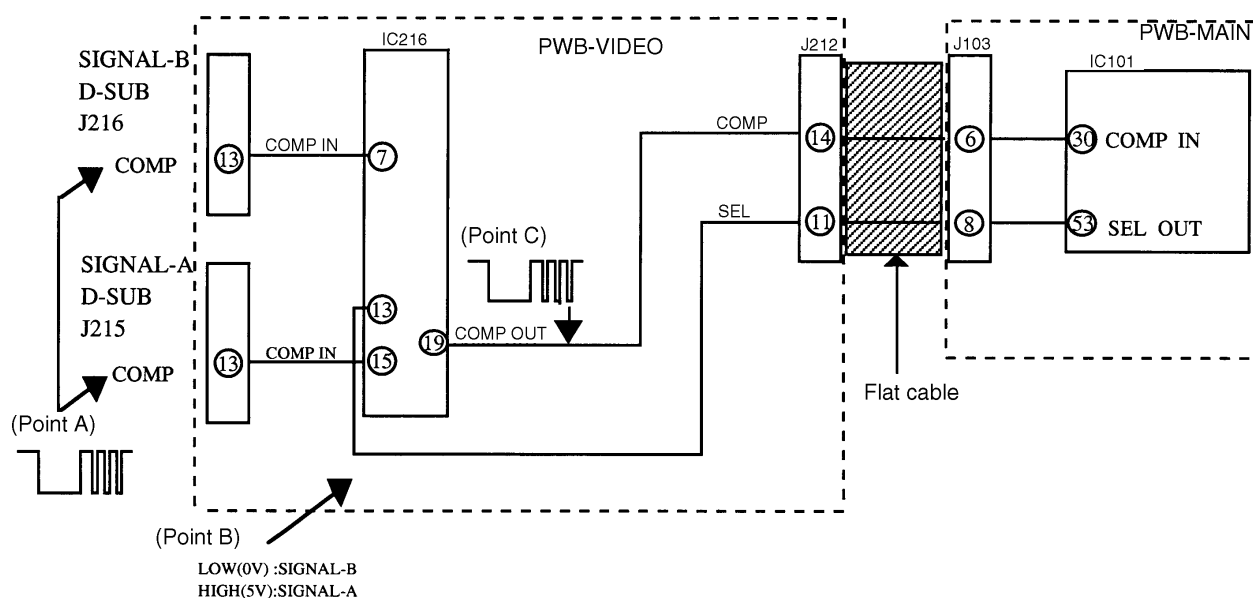 IC216
PWB-VIDEO
J212
J103
PWB-MAIN
IC101
SIGNAL-B
D-SUB
J216
COMP
13
COMP IN
7
COMP
14
6
30
COMP IN
SEL
11
8
53
SEL OUT
(Point C)
SIGNAL-A
D-SUB
J215
COMP
13
COMP IN
13
15
19
COMP OUT
Flat cable
(Point A)
(Point B)
LOW(0V) :SIGNAL-B
HIGH(5V):SIGNAL-A